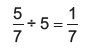 5/7 ÷ 5 = 1/7